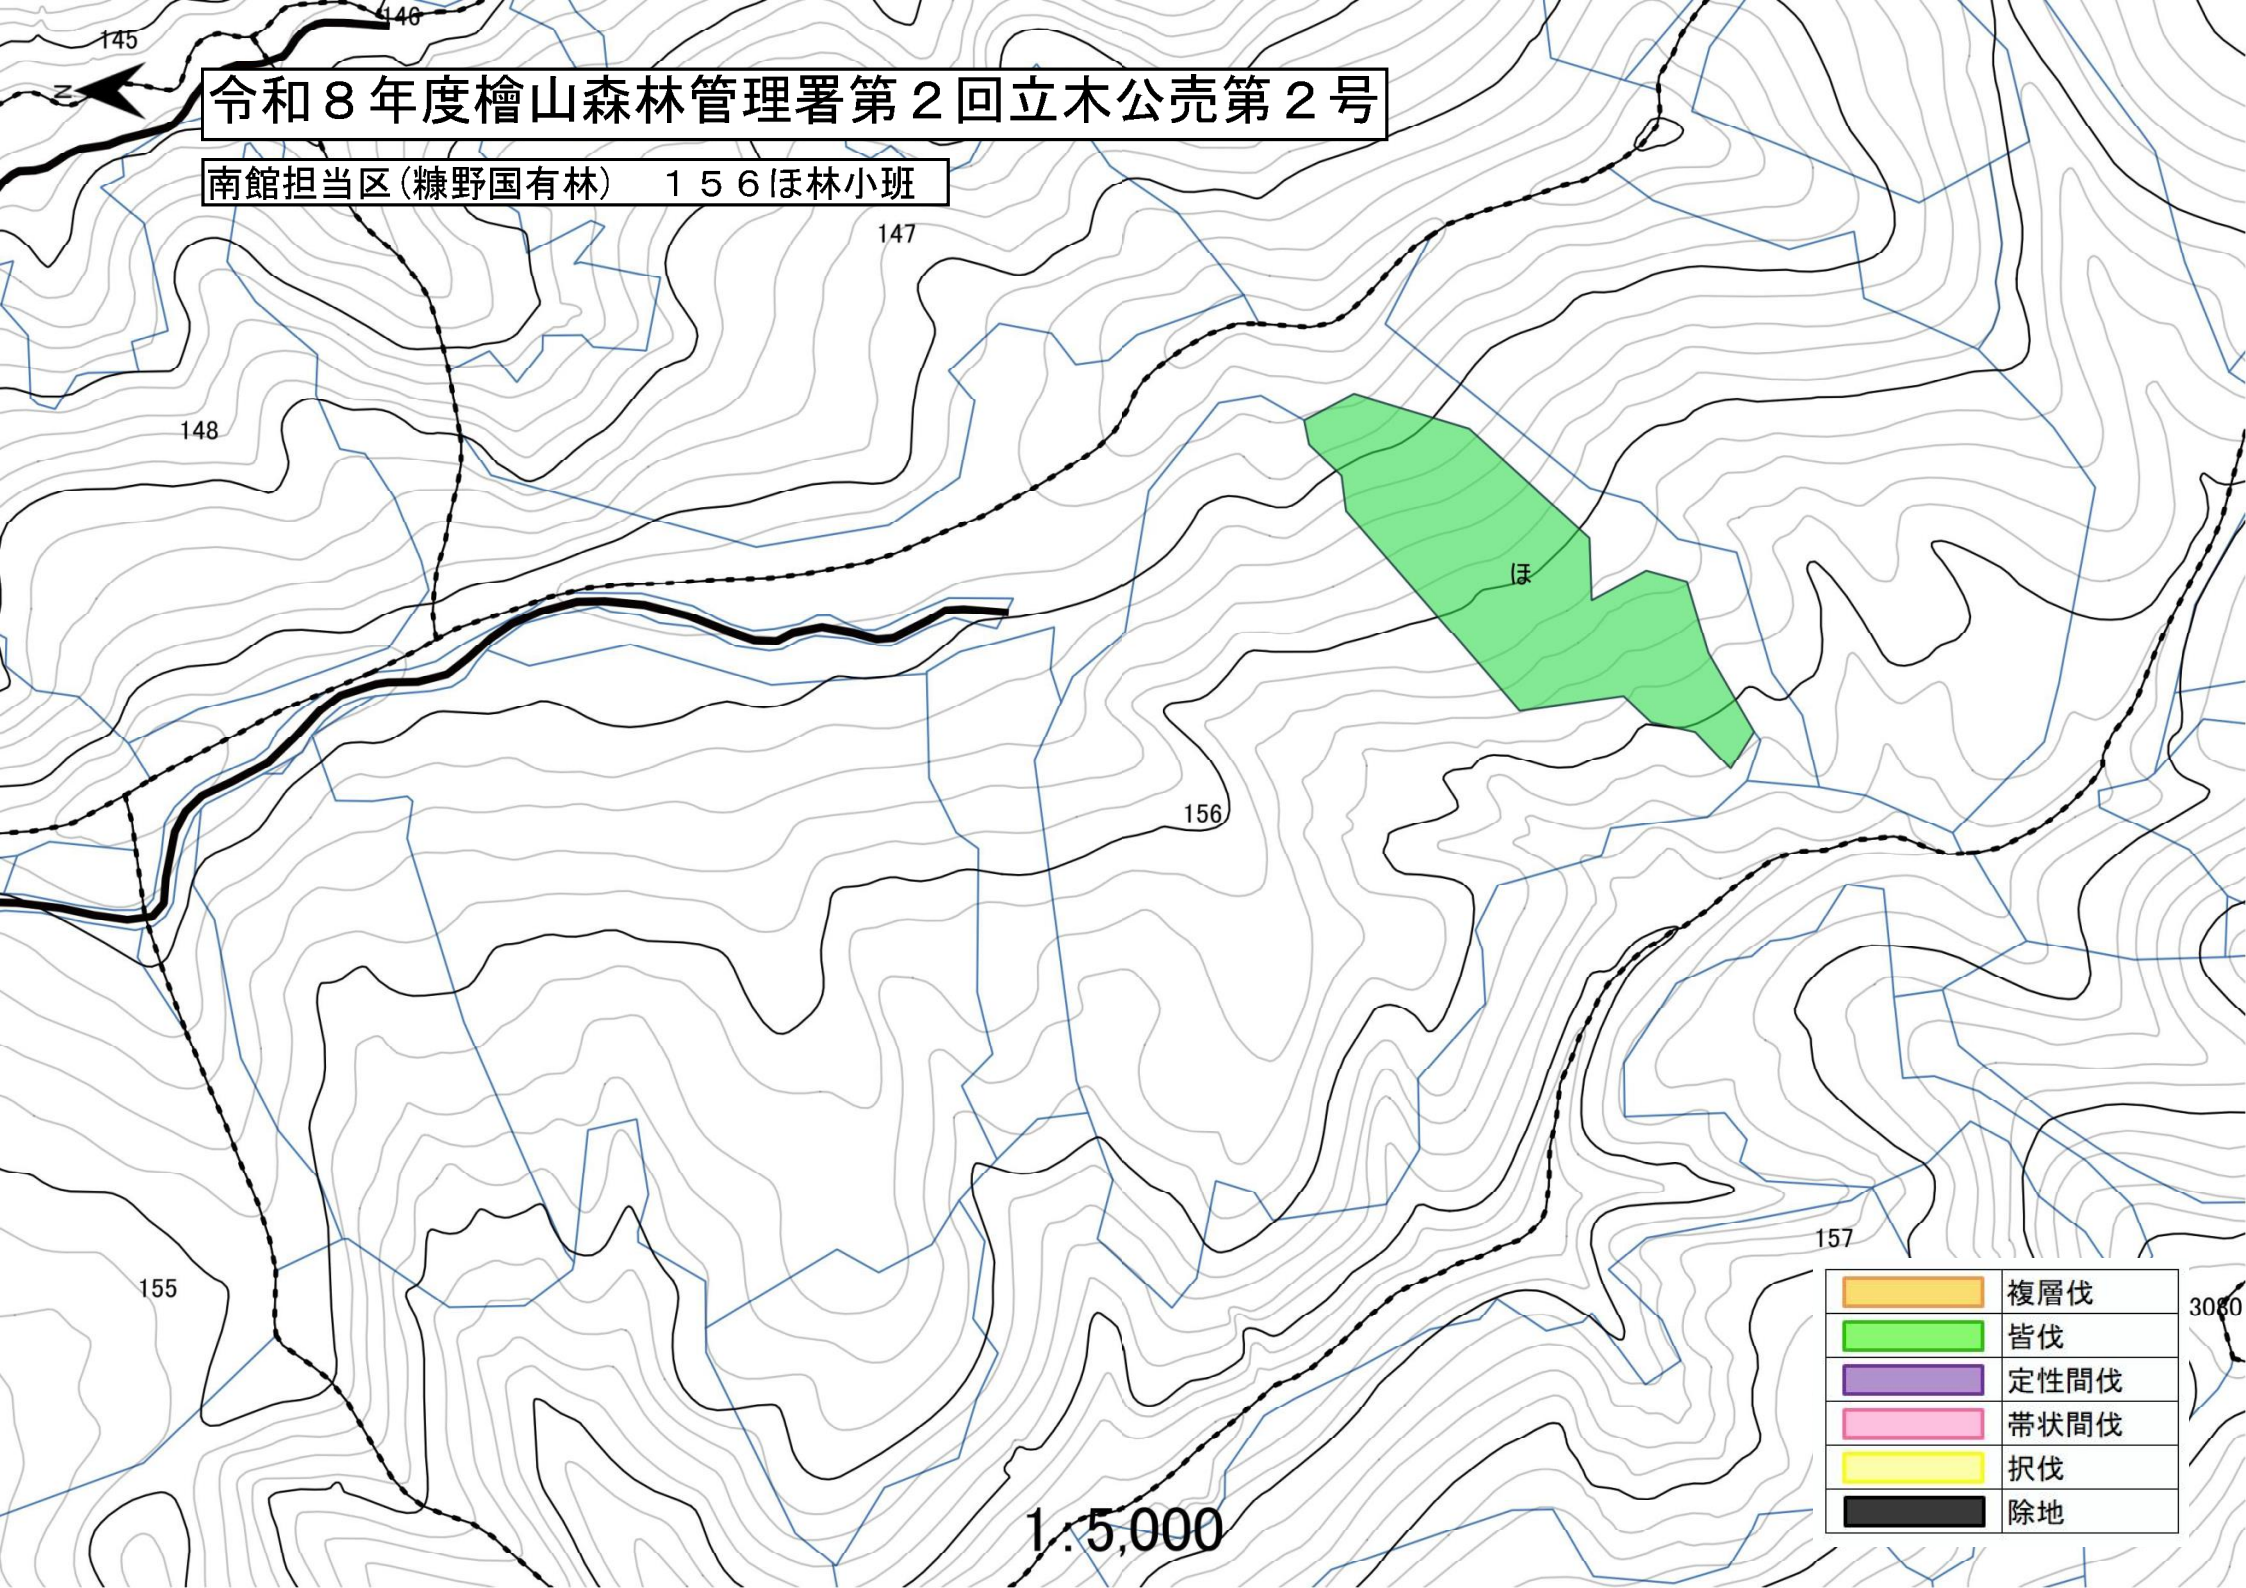 146
145
N
令和8年度檜山森林管理署第2回立木公売第2号
南館担当区(糠野国有林)　156ほ林小班
147
148
ほ
156
157
155
複層伐
3080
皆伐
定性間伐
帯状間伐
択伐
除地
1:5,000